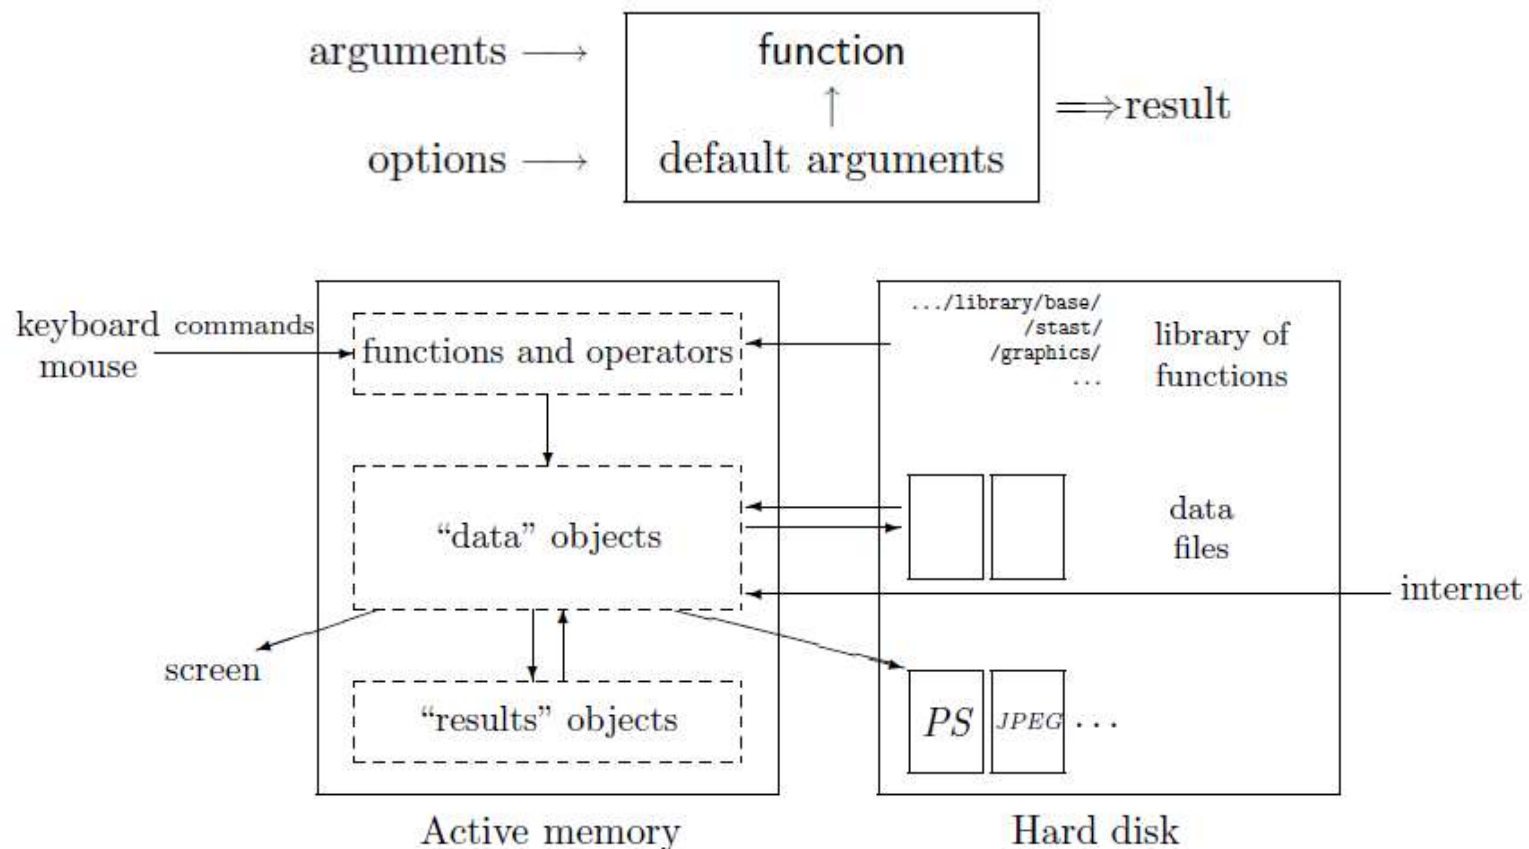 arguments ⟶
function
↑
options ⟶
default arguments
⟹ result
keyboard commands
mouse
functions and operators
“data” objects
“results” objects
screen
Active memory
.../library/base/
/stast/
/graphics/
...
library of
functions
data
files
internet
PS
JPEG
...
Hard disk